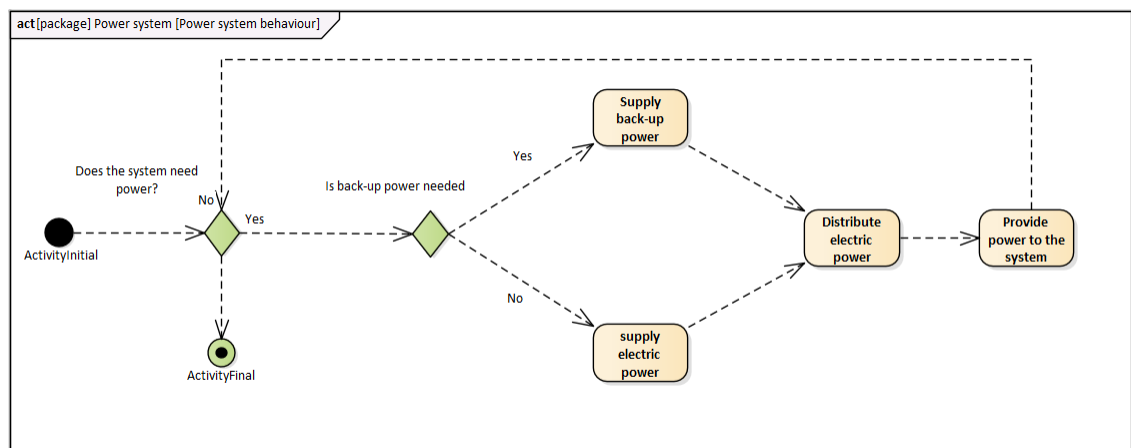 act [package] Power system [Power system behaviour]
Supply
back-up
power
Yes
Does the system need
power?
Is back-up power needed
No
Yes
ActivityInitial
Distribute
electric
power
Provide
power to the
system
No
supply
electric
power
ActivityFinal